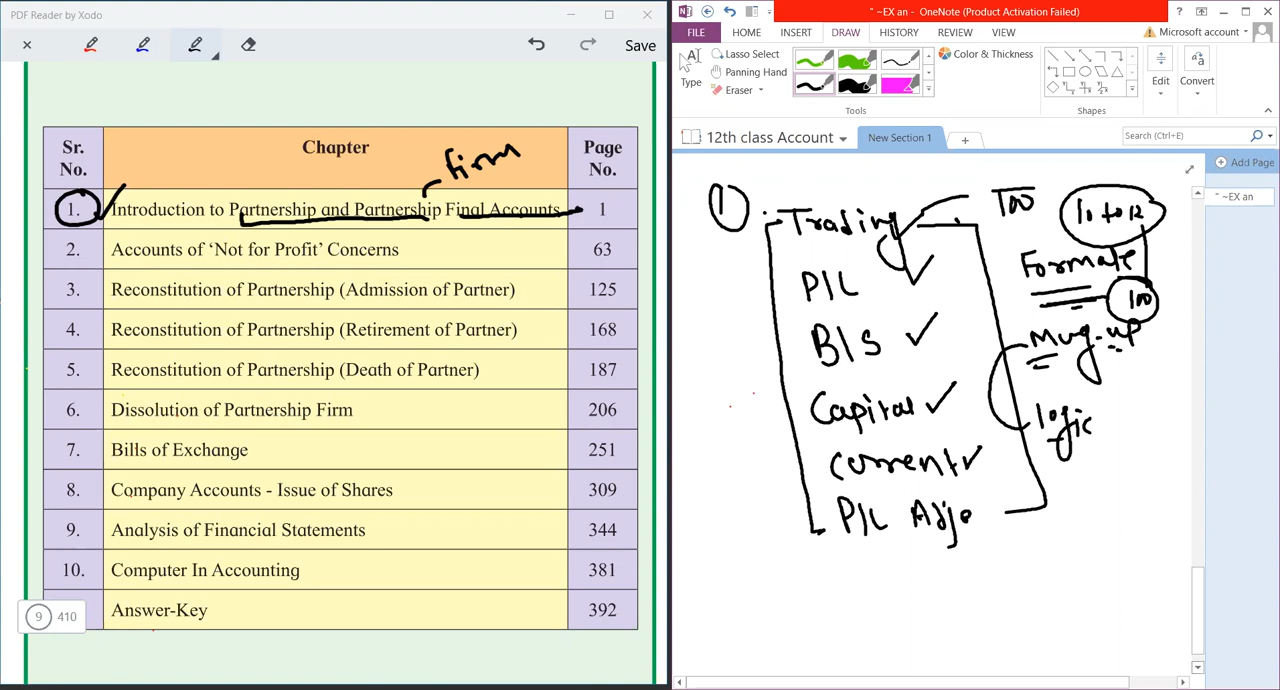 PDF Reader by Xodo
Save
Sr. No.
Chapter
Page No.
firm
1. Introduction to Partnership and Partnership Final Accounts 1
2. Accounts of ‘Not for Profit’ Concerns 63
3. Reconstitution of Partnership (Admission of Partner) 125
4. Reconstitution of Partnership (Retirement of Partner) 168
5. Reconstitution of Partnership (Death of Partner) 187
6. Dissolution of Partnership Firm 206
7. Bills of Exchange 251
8. Company Accounts - Issue of Shares 309
9. Analysis of Financial Statements 344
10. Computer In Accounting 381
Answer-Key 392
9 410
" ~EX an - OneNote (Product Activation Failed)
FILE HOME INSERT DRAW HISTORY REVIEW VIEW
Microsoft account
Type
Lasso Select
Panning Hand
Eraser
Color & Thickness
Edit
Convert
Tools
Shapes
12th class Account
New Section 1
Search (Ctrl+E)
Add Page
" ~EX an
1
Trading
P/L
B/S
Capital
current
P/L Adjo
10 to 12
Formate
100
Mug-up
logic